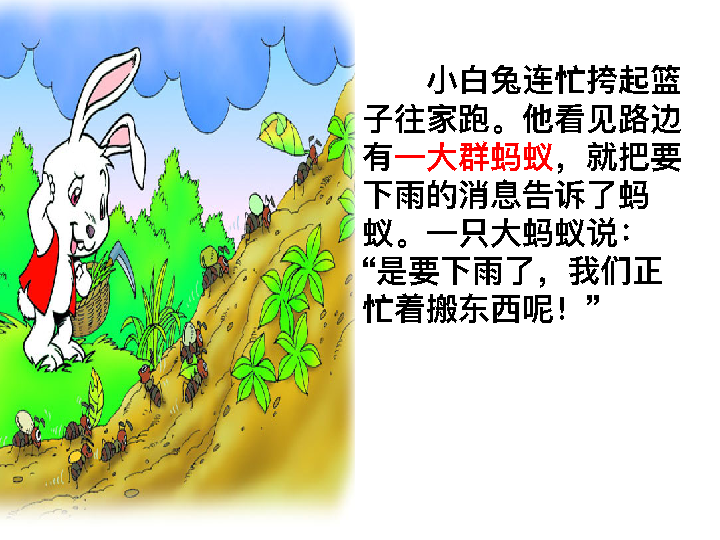 小白兔连忙挎起篮
子往家跑。他看见路边
有一大群蚂蚁，就把要
下雨的消息告诉了蚂
蚁。一只大蚂蚁说：
“是要下雨了，我们正
忙着搬东西呢！”